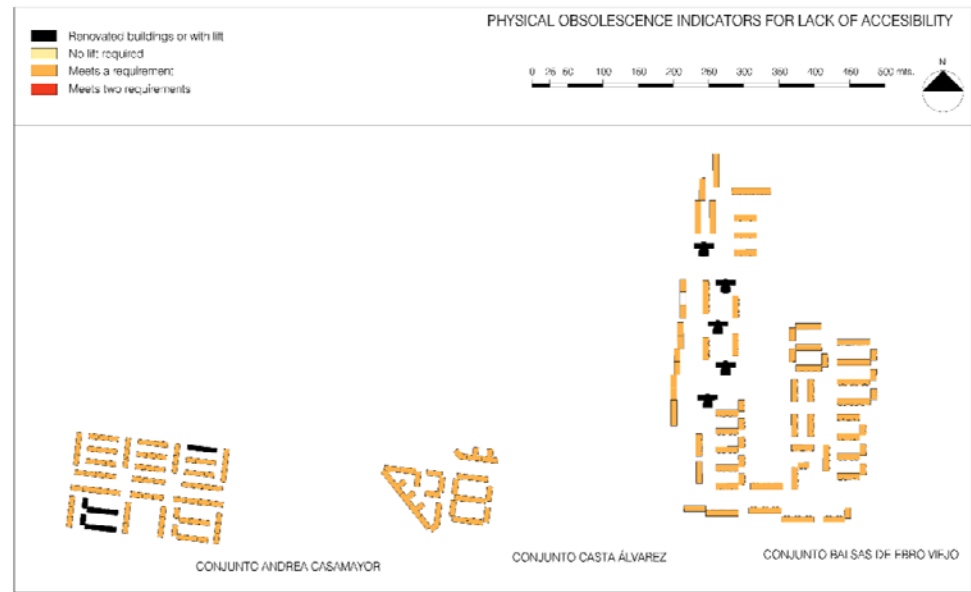 PHYSICAL OBSOLESCENCE INDICATORS FOR LACK OF ACCESIBILITY
Renovated buildings or with lift
No lift required
Meets a requirement
Meets two requirements
0 25 50 100 150 200 250 300 350 400 450 500 mts.
N
CONJUNTO ANDREA CASAMAYOR
CONJUNTO CASTA ÁLVAREZ
CONJUNTO BALSAS DE EBRO VIEJO